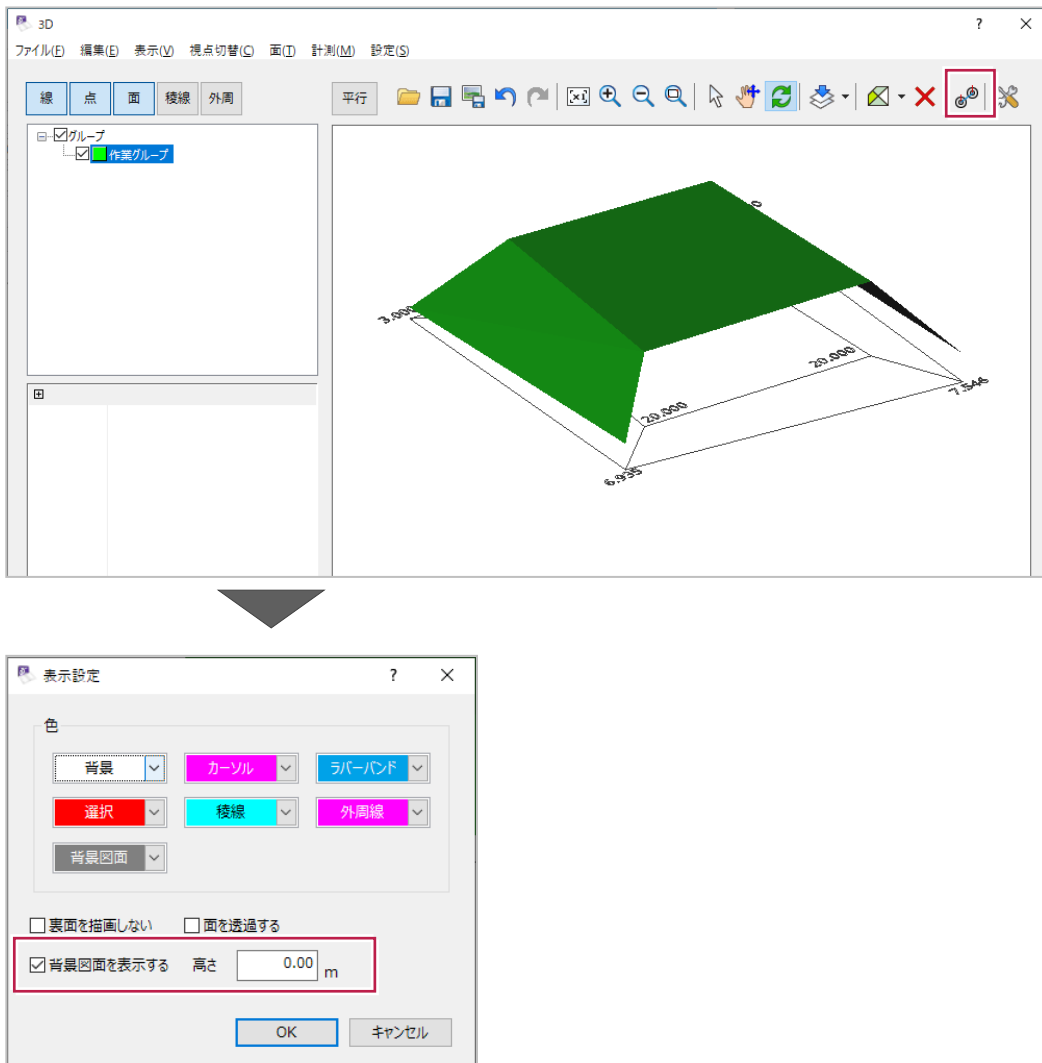 3D
ファイル(F) 編集(E) 表示(V) 視点切替(C) 面(T) 計測(M) 設定(S)
線 点 面 稜線 外周 平行
グループ
作業グループ
0
3.000
20.000
7.546
20.000
6.935
表示設定
色
背景 カーソル ラバーバンド
選択 稜線 外周線
背景図面
裏面を描画しない 面を透過する
背景図面を表示する 高さ 0.00 m
OK キャンセル